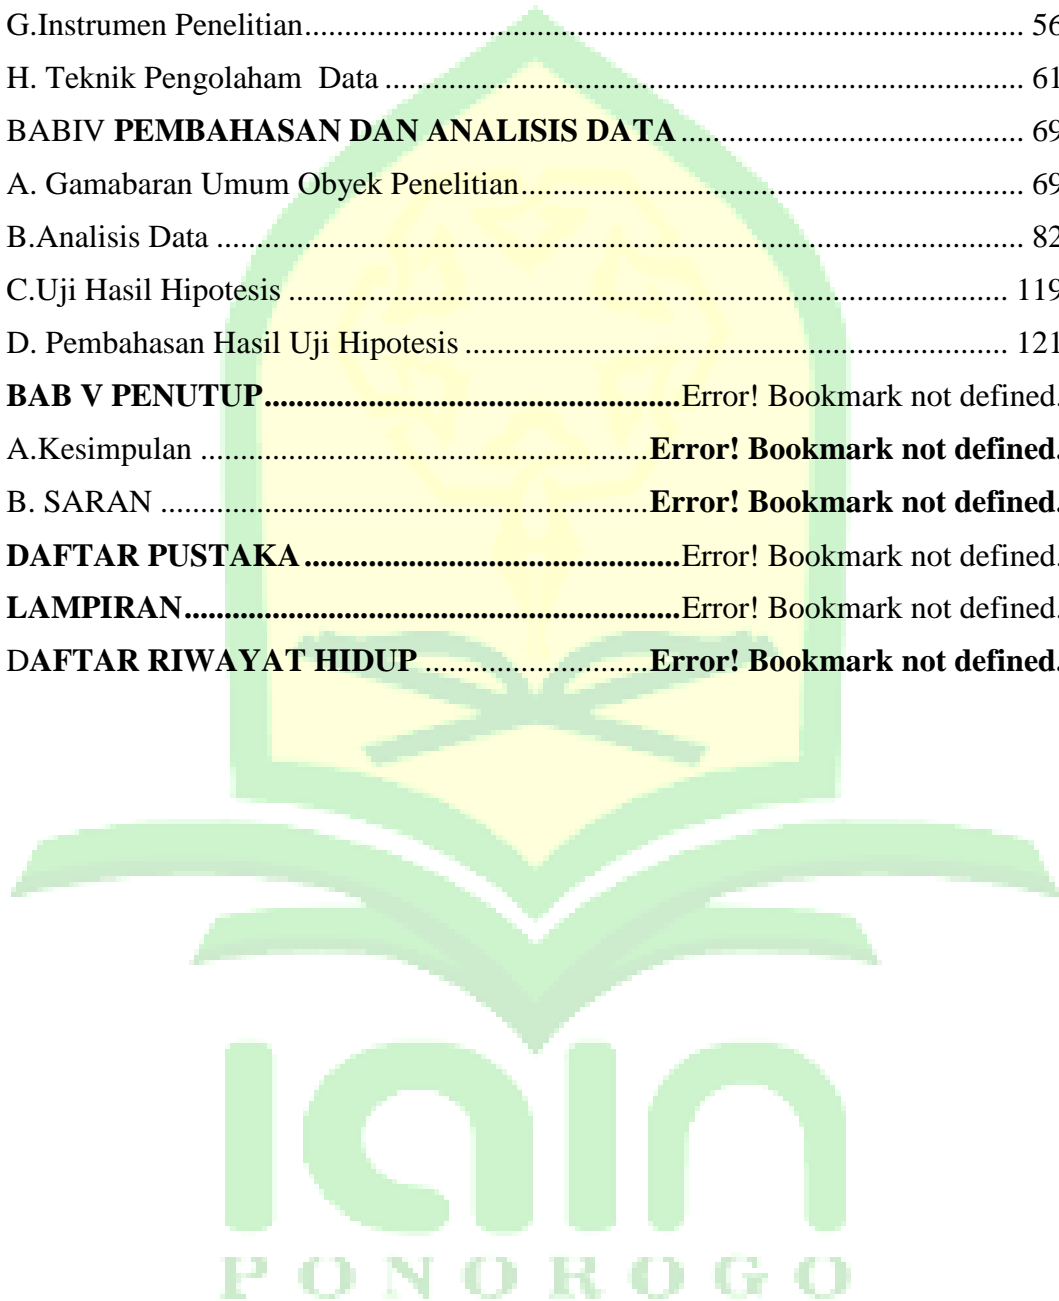 G.Instrumen Penelitian........................................................................................ 56
H. Teknik Pengolaham  Data .............................................................................. 61
BABIV PEMBAHASAN DAN ANALISIS DATA .......................................... 69
A. Gamabaran Umum Obyek Penelitian............................................................. 69
B.Analisis Data ................................................................................................... 82
C.Uji Hasil Hipotesis ........................................................................................ 119
D. Pembahasan Hasil Uji Hipotesis .................................................................. 121
BAB V PENUTUP...................................................Error! Bookmark not defined.
A.Kesimpulan .......................................................Error! Bookmark not defined.
B. SARAN ............................................................Error! Bookmark not defined.
DAFTAR PUSTAKA ..............................................Error! Bookmark not defined.
LAMPIRAN.............................................................Error! Bookmark not defined.
DAFTAR RIWAYAT HIDUP ...........................Error! Bookmark not defined.
iain
PONOROGO